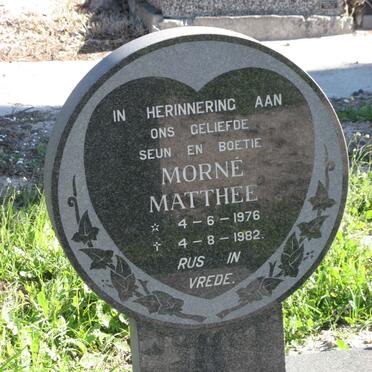 IN HERINNERING AAN
ONS GELIEFDE
SEUN EN BOETIE
MORNÉ
MATTHEE
☆ 4-6-1976
† 4-8-1982.
RUS IN
VREDE.